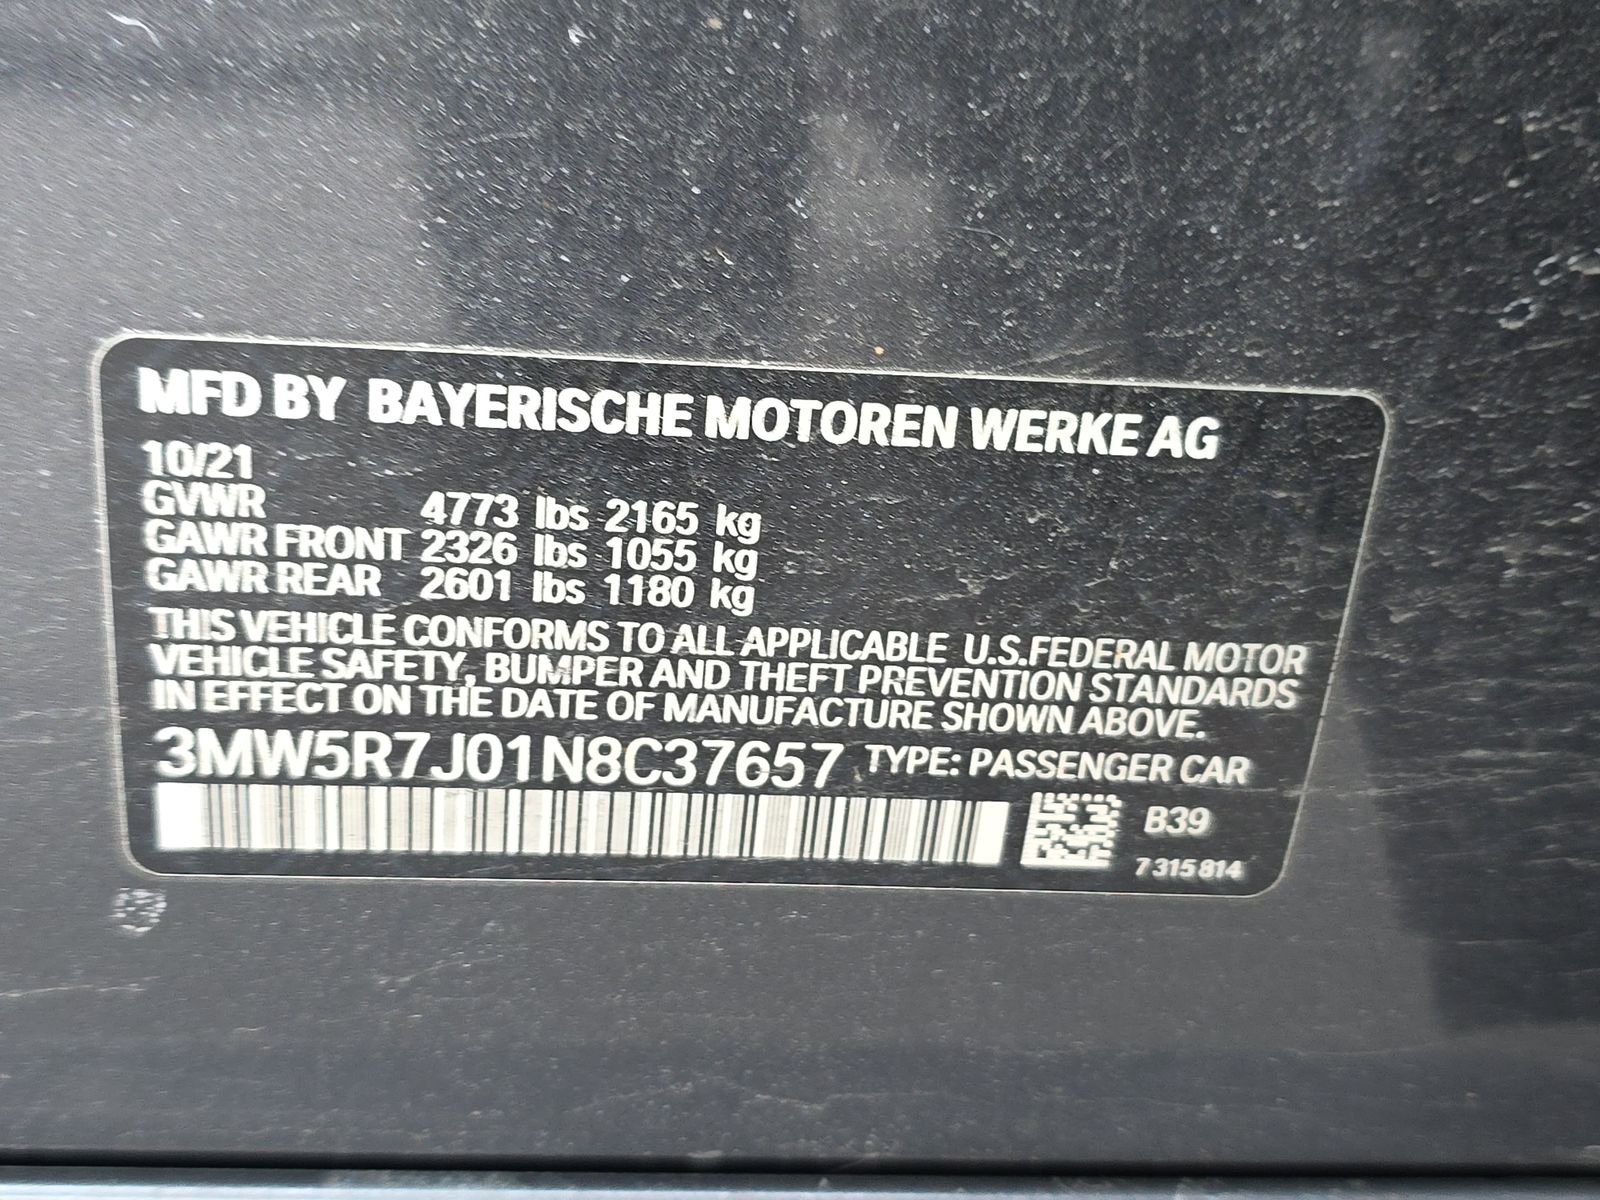 MFD BY BAYERISCHE MOTOREN WERKE AG
10/21
GVWR 4773 lbs 2165 kg
GAWR FRONT 2326 lbs 1055 kg
GAWR REAR 2601 lbs 1180 kg
THIS VEHICLE CONFORMS TO ALL APPLICABLE U.S.FEDERAL MOTOR
VEHICLE SAFETY, BUMPER AND THEFT PREVENTION STANDARDS
IN EFFECT ON THE DATE OF MANUFACTURE SHOWN ABOVE.
3MW5R7J01N8C37657 TYPE: PASSENGER CAR
B39
7 315 814